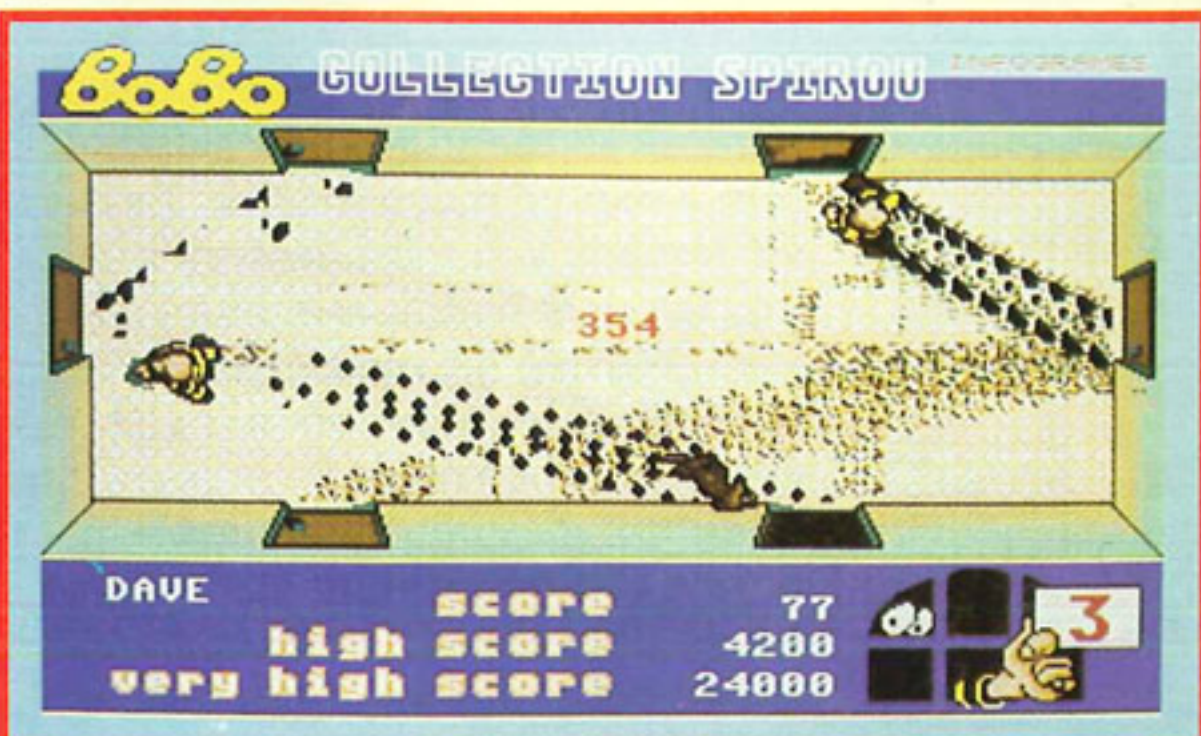 BoBo COLLECTION SPIROU INFOGRAMES
354
DAVE
score 77
high score 4200
very high score 24000
3